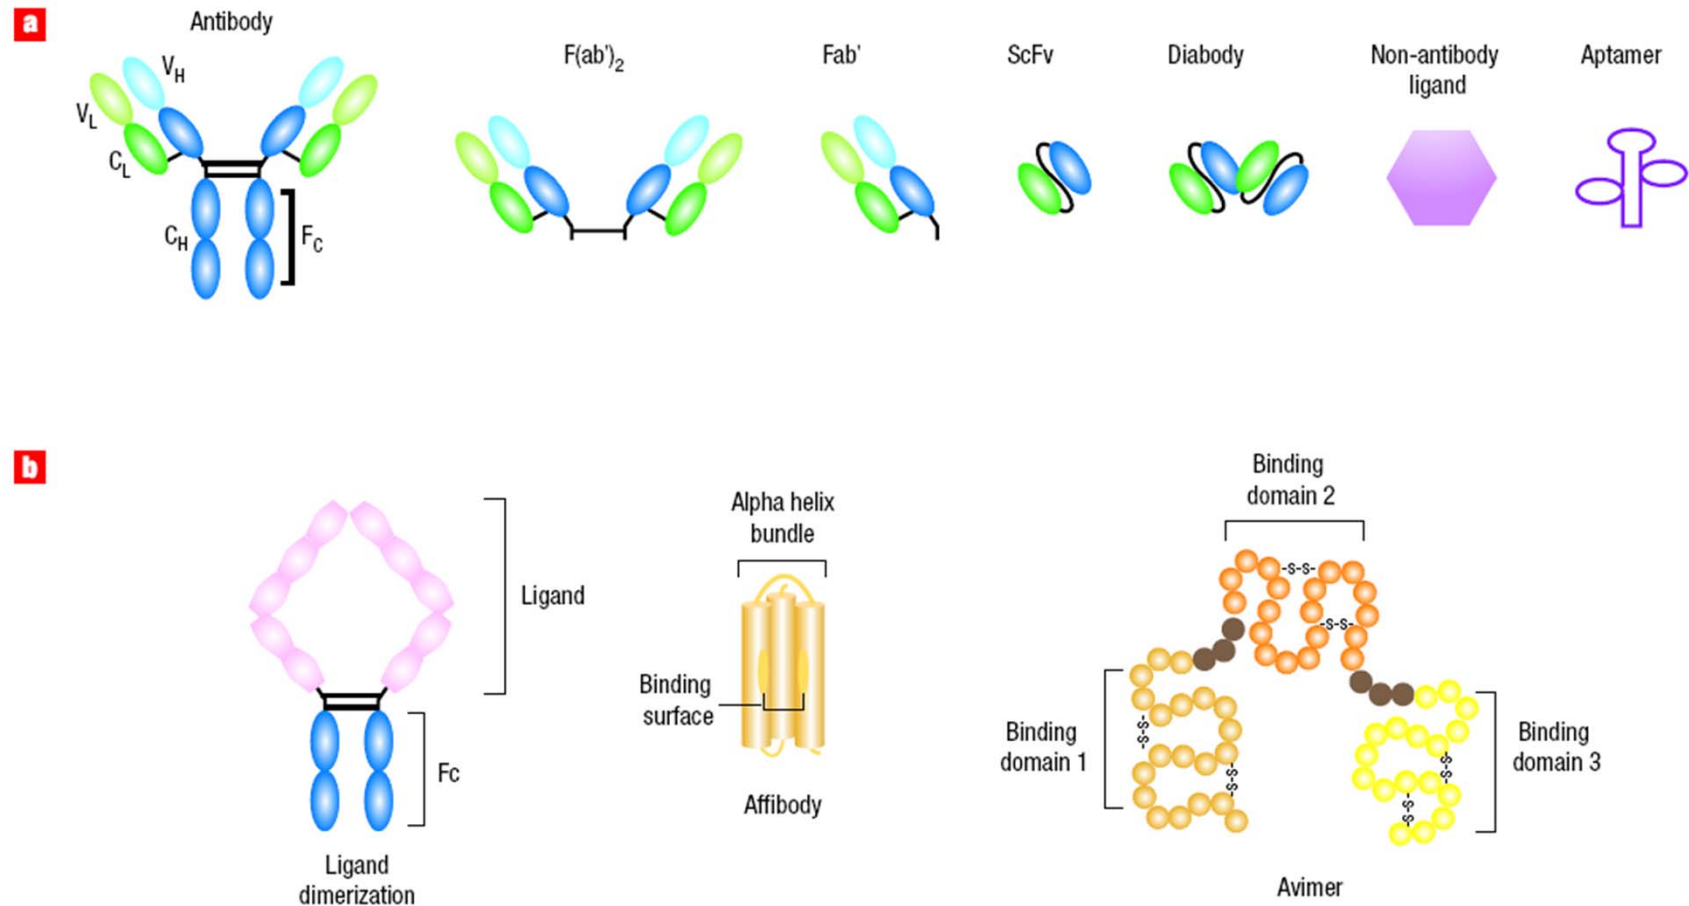 a
Antibody
F(ab')2
Fab'
ScFv
Diabody
Non-antibody
ligand
Aptamer
VH
VL
CL
CH
FC
b
Ligand
Fc
Ligand
dimerization
Alpha helix
bundle
Binding
surface
Affibody
Binding
domain 2
-s-s-
-s-s-
Binding
domain 1
-s-s-
-s-s-
Binding
domain 3
-s-s-
-s-s-
Avimer